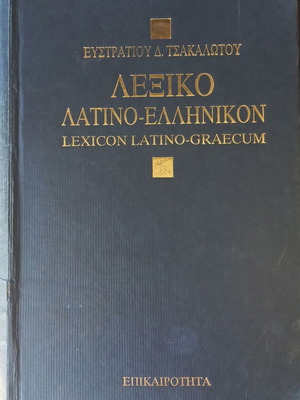 ΕΥΣΤΡΑΤΙΟΥ Δ. ΤΣΑΚΑΛΩΤΟΥ
ΛΕΞΙΚΟ
ΛΑΤΙΝΟ-ΕΛΛΗΝΙΚΟΝ
LEXICON LATINO-GRAECUM
ΕΠΙΚΑΙΡΟΤΗΤΑ